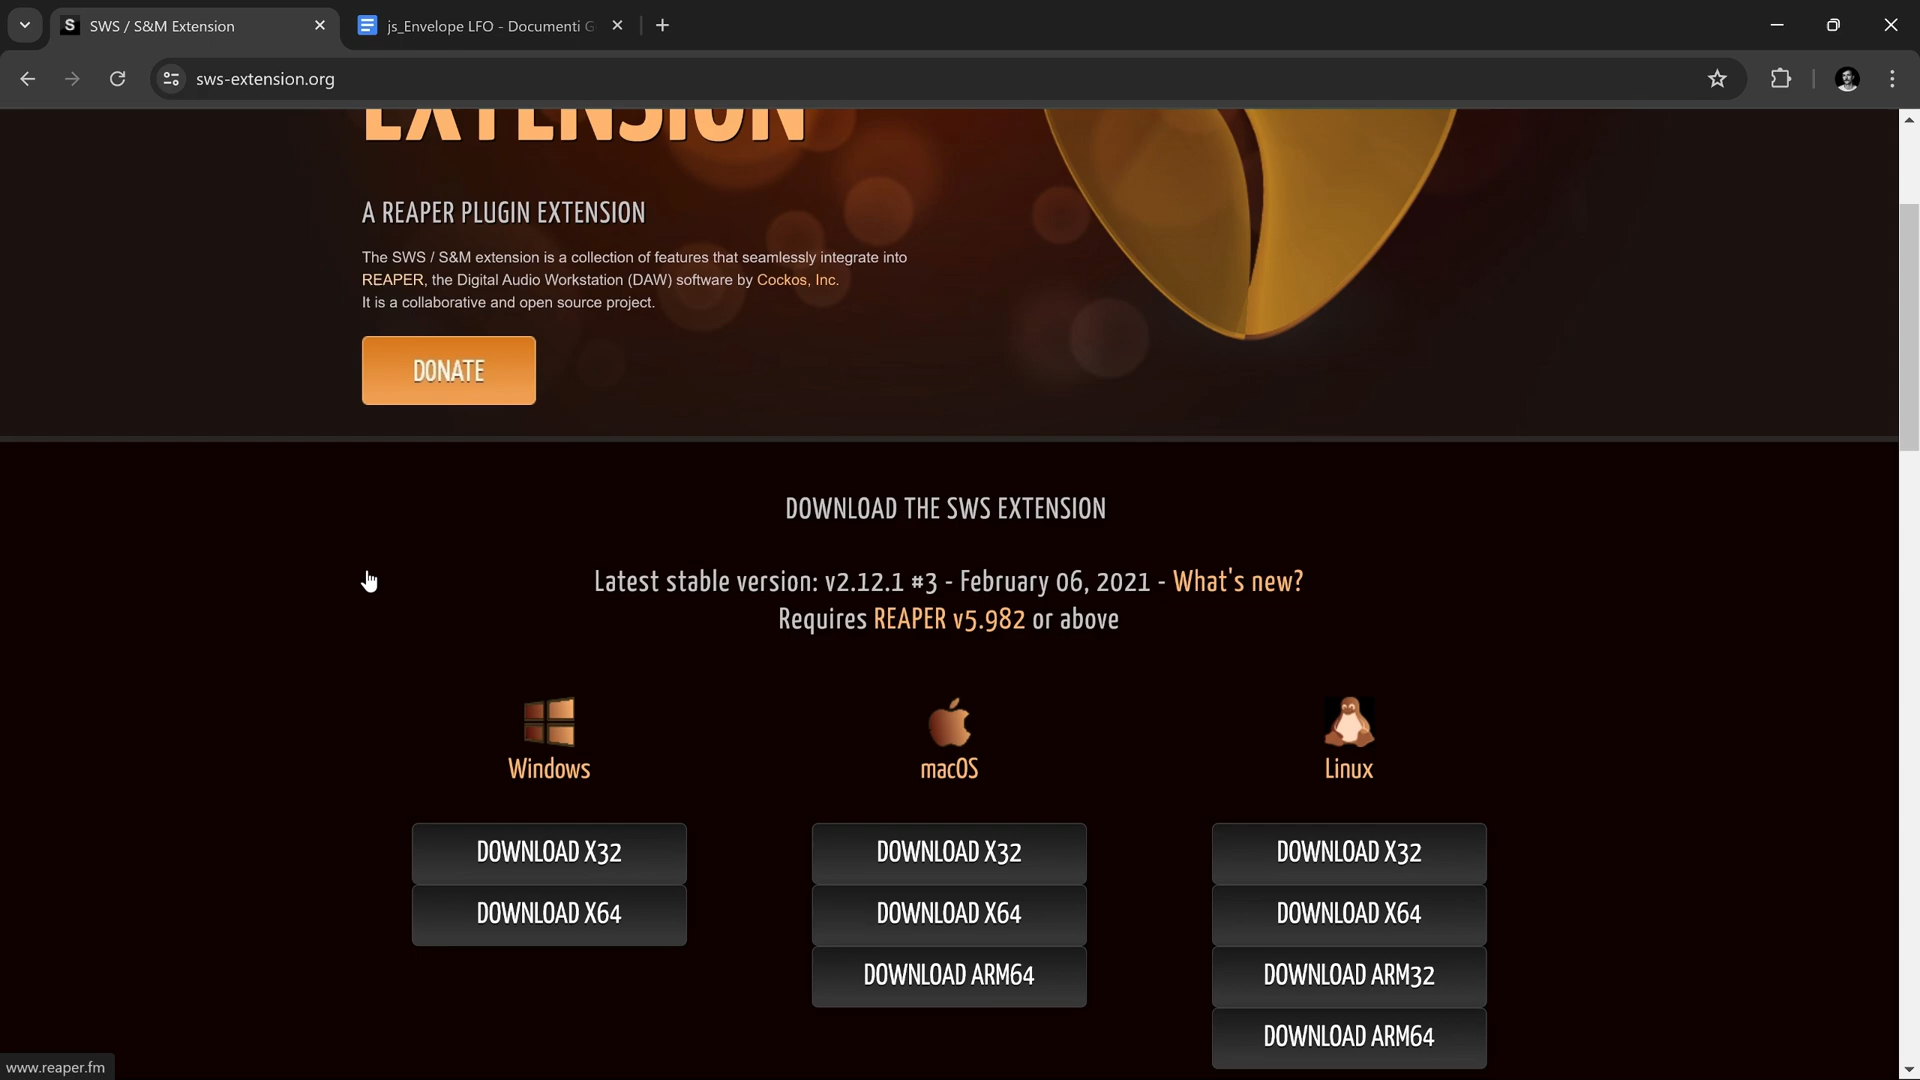 SWS / S&M Extension
js_Envelope LFO - Documenti G
sws-extension.org
EXTENSION
A REAPER PLUGIN EXTENSION
The SWS / S&M extension is a collection of features that seamlessly integrate into
REAPER, the Digital Audio Workstation (DAW) software by Cockos, Inc.
It is a collaborative and open source project.
DONATE
DOWNLOAD THE SWS EXTENSION
Latest stable version: v2.12.1 #3 - February 06, 2021 - What's new?
Requires REAPER v5.982 or above
Windows
DOWNLOAD X32
DOWNLOAD X64
macOS
DOWNLOAD X32
DOWNLOAD X64
DOWNLOAD ARM64
Linux
DOWNLOAD X32
DOWNLOAD X64
DOWNLOAD ARM32
DOWNLOAD ARM64
www.reaper.fm